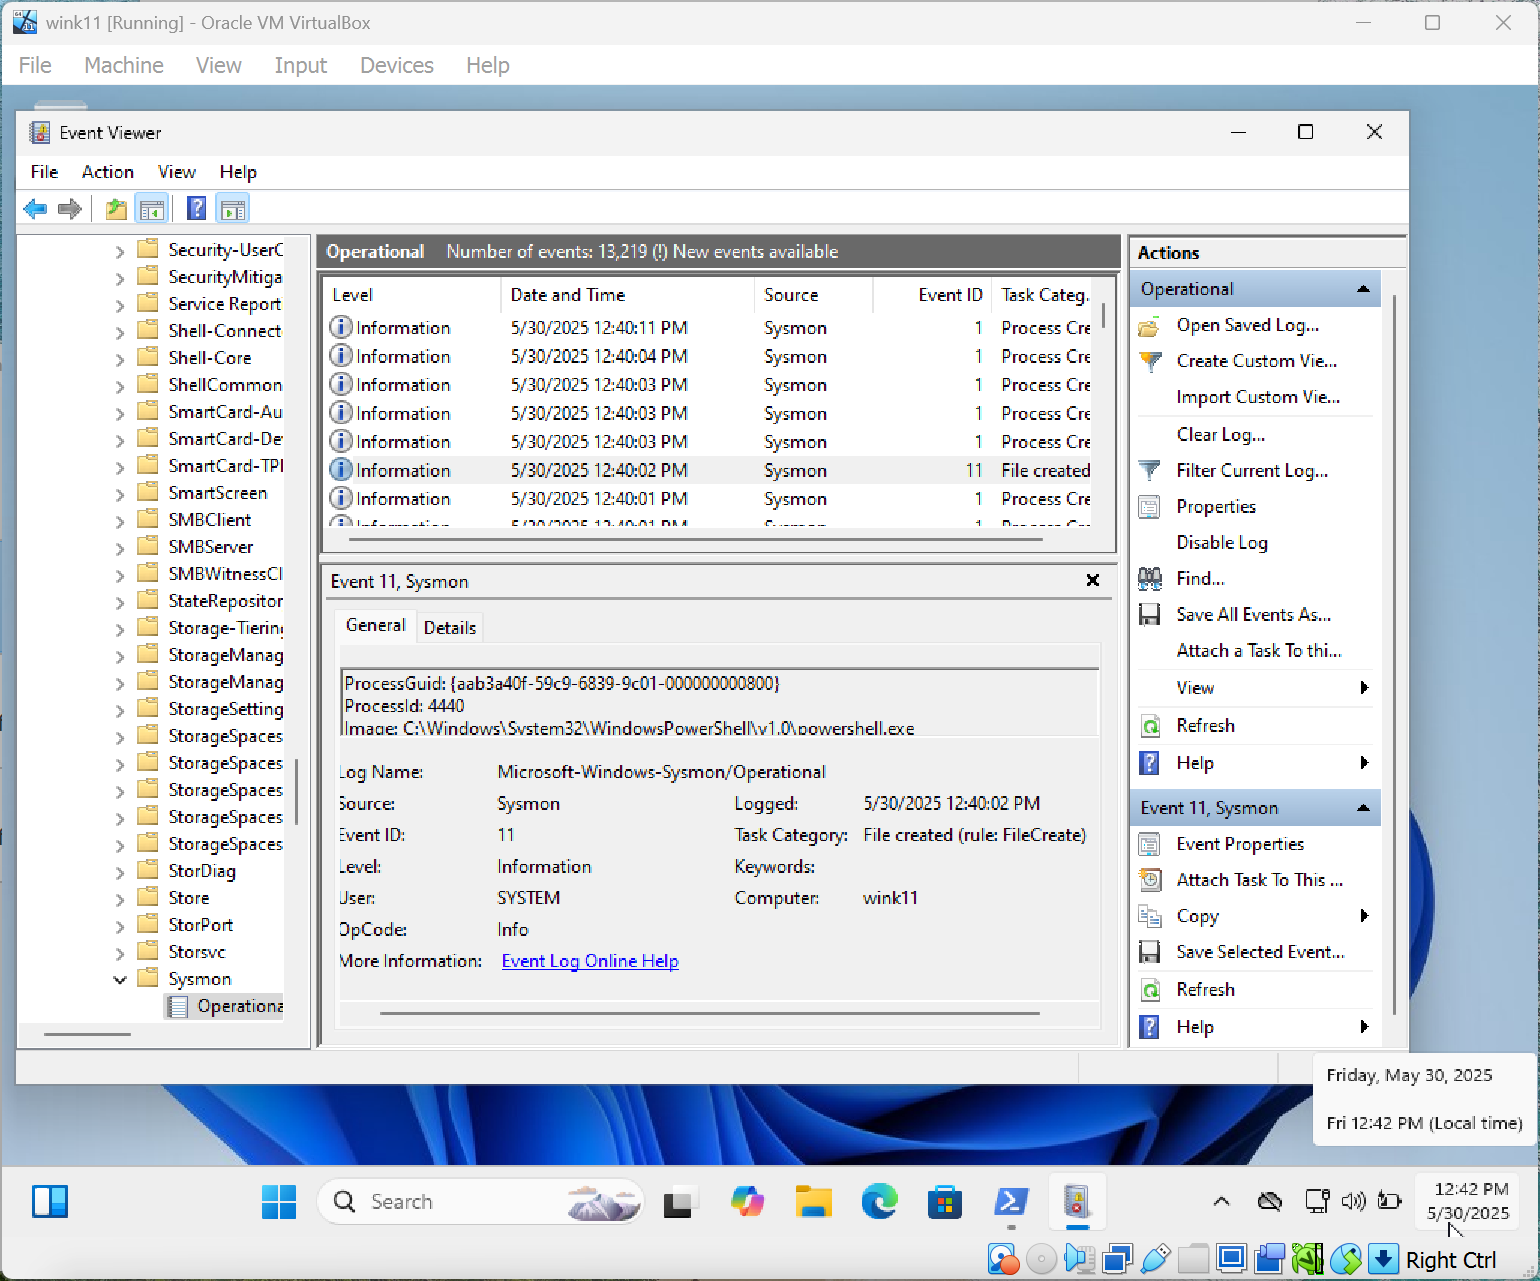 wink11 [Running] - Oracle VM VirtualBox
File Machine View Input Devices Help
Event Viewer
File Action View Help
Security-UserC
SecurityMitiga
Service Report
Shell-Connect
Shell-Core
ShellCommon
SmartCard-Au
SmartCard-De
SmartCard-TPI
SmartScreen
SMBClient
SMBServer
SMBWitnessCl
StateRepositor
Storage-Tiering
StorageManag
StorageManag
StorageSetting
StorageSpaces
StorageSpaces
StorageSpaces
StorageSpaces
StorageSpaces
StorDiag
Store
StorPort
Storsvc
Sysmon
Operationa
Operational Number of events: 13,219 (!) New events available
Level Date and Time Source Event ID Task Categ.
Information 5/30/2025 12:40:11 PM Sysmon 1 Process Cre
Information 5/30/2025 12:40:04 PM Sysmon 1 Process Cre
Information 5/30/2025 12:40:03 PM Sysmon 1 Process Cre
Information 5/30/2025 12:40:03 PM Sysmon 1 Process Cre
Information 5/30/2025 12:40:03 PM Sysmon 1 Process Cre
Information 5/30/2025 12:40:02 PM Sysmon 11 File created
Information 5/30/2025 12:40:01 PM Sysmon 1 Process Cre
Information 5/30/2025 12:40:01 PM Sysmon 1 Process Cre
Event 11, Sysmon
General Details
ProcessGuid: {aab3a40f-59c9-6839-9c01-000000000800}
ProcessId: 4440
Image: C:\Windows\System32\WindowsPowerShell\v1.0\powershell.exe
Log Name: Microsoft-Windows-Sysmon/Operational
Source: Sysmon Logged: 5/30/2025 12:40:02 PM
Event ID: 11 Task Category: File created (rule: FileCreate)
Level: Information Keywords:
User: SYSTEM Computer: wink11
OpCode: Info
More Information: Event Log Online Help
Actions
Operational
Open Saved Log...
Create Custom Vie...
Import Custom Vie...
Clear Log...
Filter Current Log...
Properties
Disable Log
Find...
Save All Events As...
Attach a Task To thi...
View
Refresh
Help
Event 11, Sysmon
Event Properties
Attach Task To This ...
Copy
Save Selected Event...
Refresh
Help
Friday, May 30, 2025
Fri 12:42 PM (Local time)
Search
12:42 PM
5/30/2025
Right Ctrl